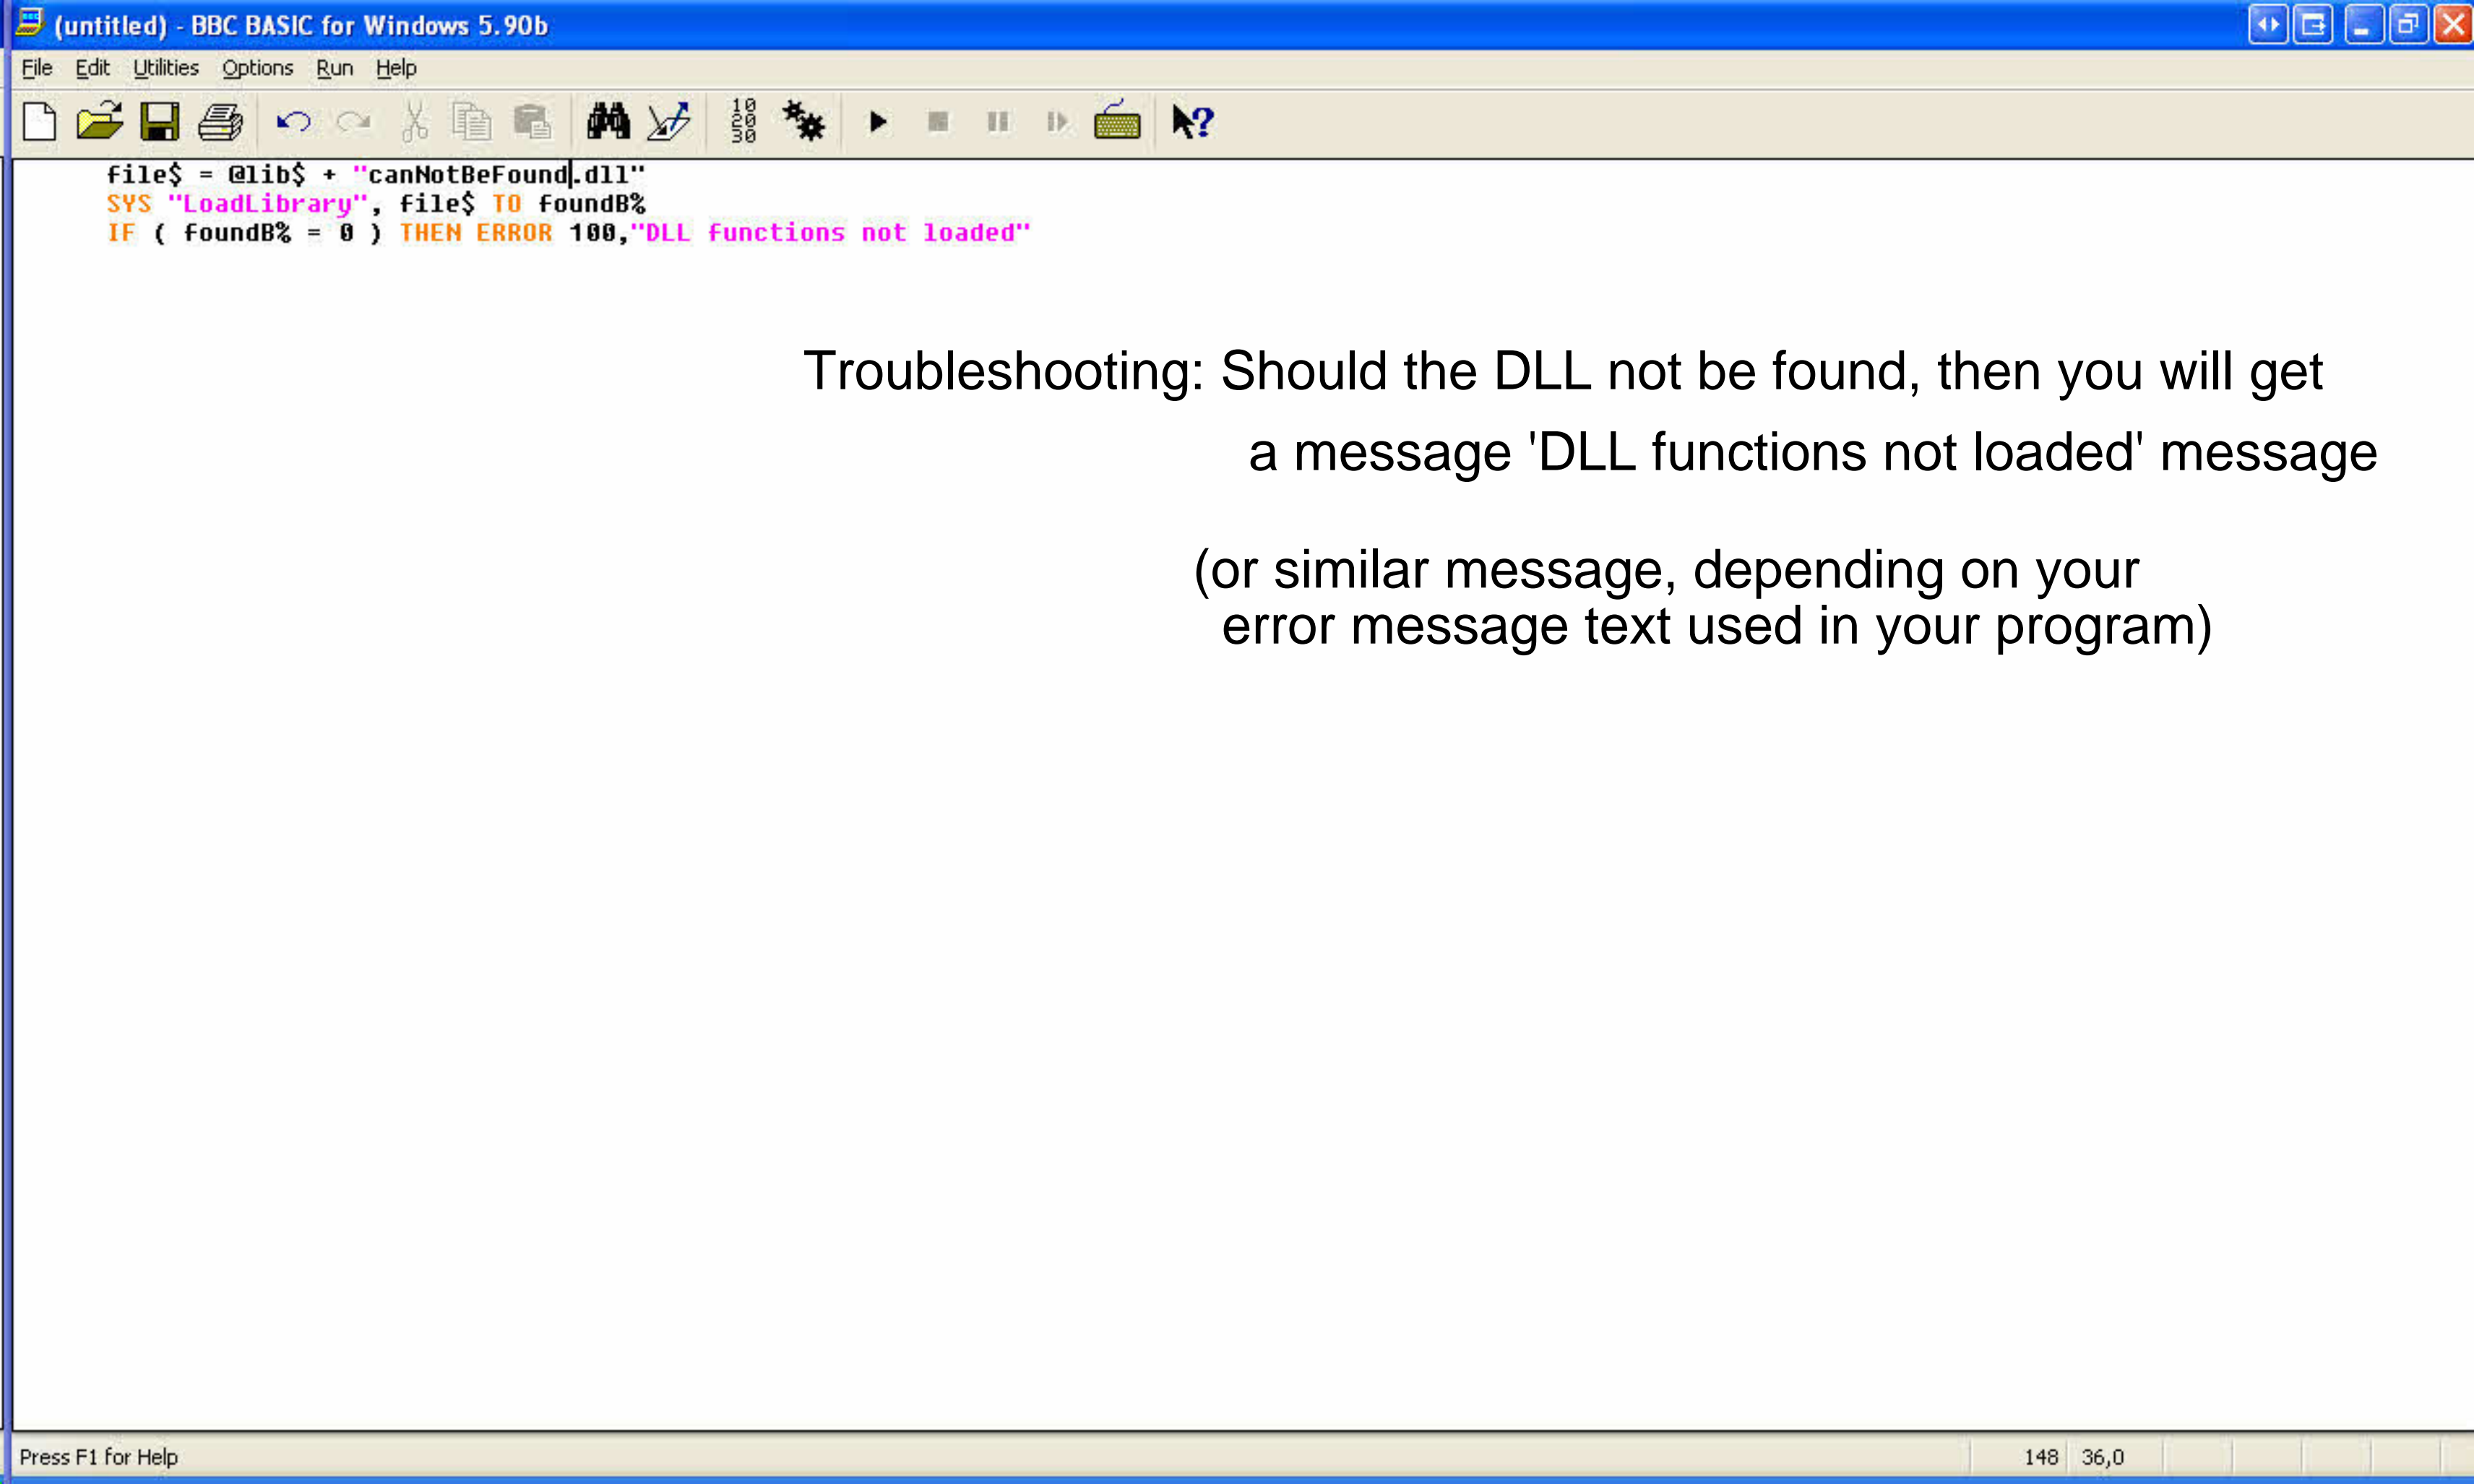 (untitled) - BBC BASIC for Windows 5.90b
File Edit Utilities Options Run Help
10
20
30
file$ = @lib$ + "canNotBeFound.dll"
SYS "LoadLibrary", file$ TO foundB%
IF ( foundB% = 0 ) THEN ERROR 100,"DLL functions not loaded"
Troubleshooting: Should the DLL not be found, then you will get
a message 'DLL functions not loaded' message
(or similar message, depending on your
error message text used in your program)
Press F1 for Help 148 36,0